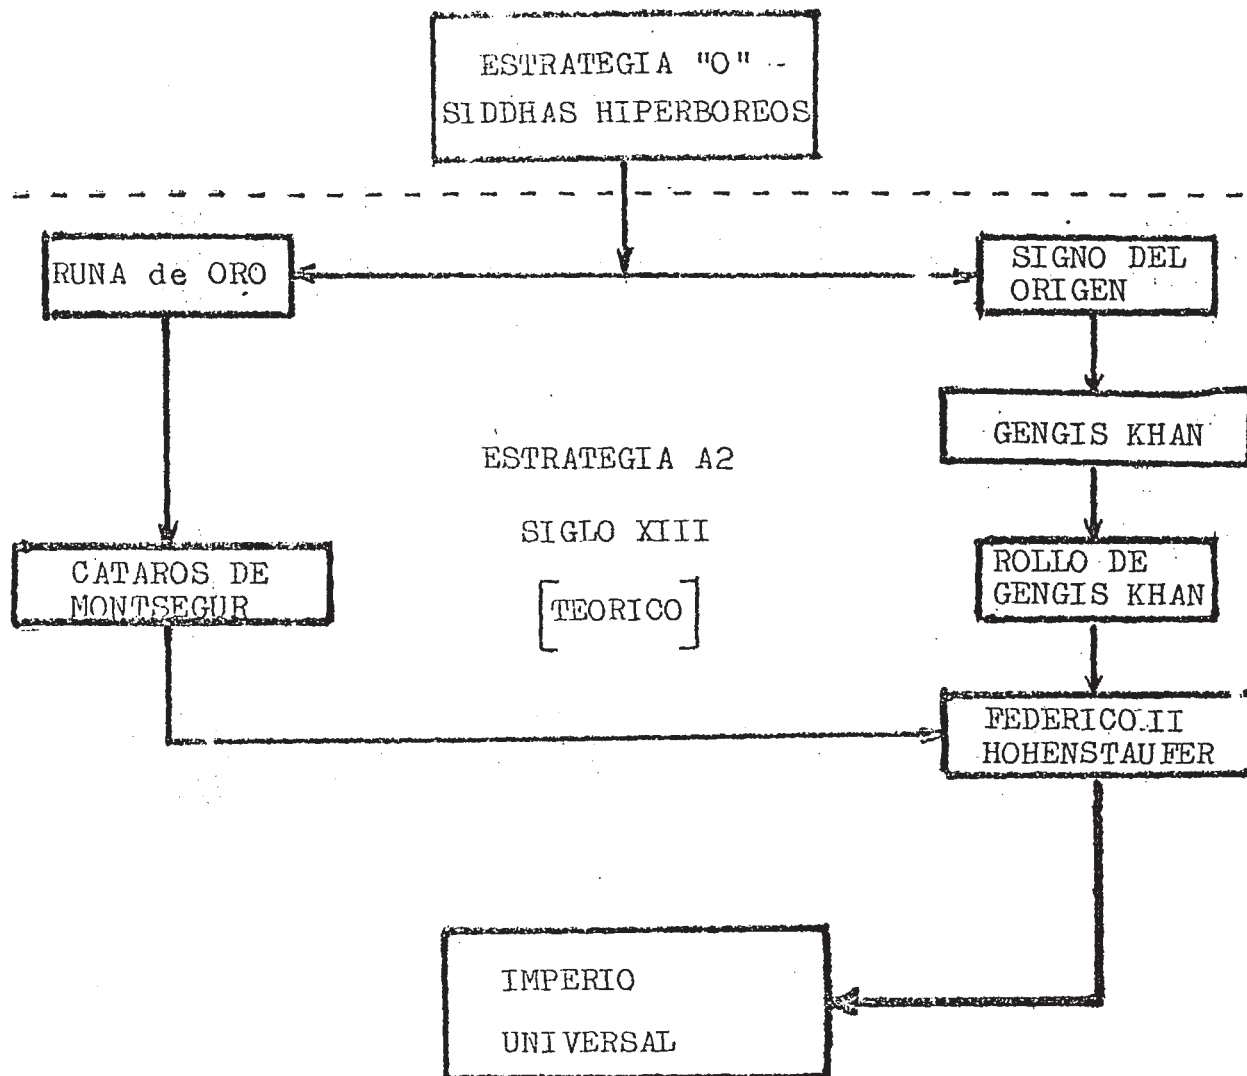 ESTRATEGIA "O" -
SIDDHAS HIPERBOREOS
RUNA de ORO
SIGNO DEL
ORIGEN
GENGIS KHAN
ESTRATEGIA A2
SIGLO XIII
[TEORICO]
CATAROS DE
MONTSEGUR
ROLLO DE
GENGIS KHAN
FEDERICO.II
HOHENSTAUFER
IMPERIO
UNIVERSAL